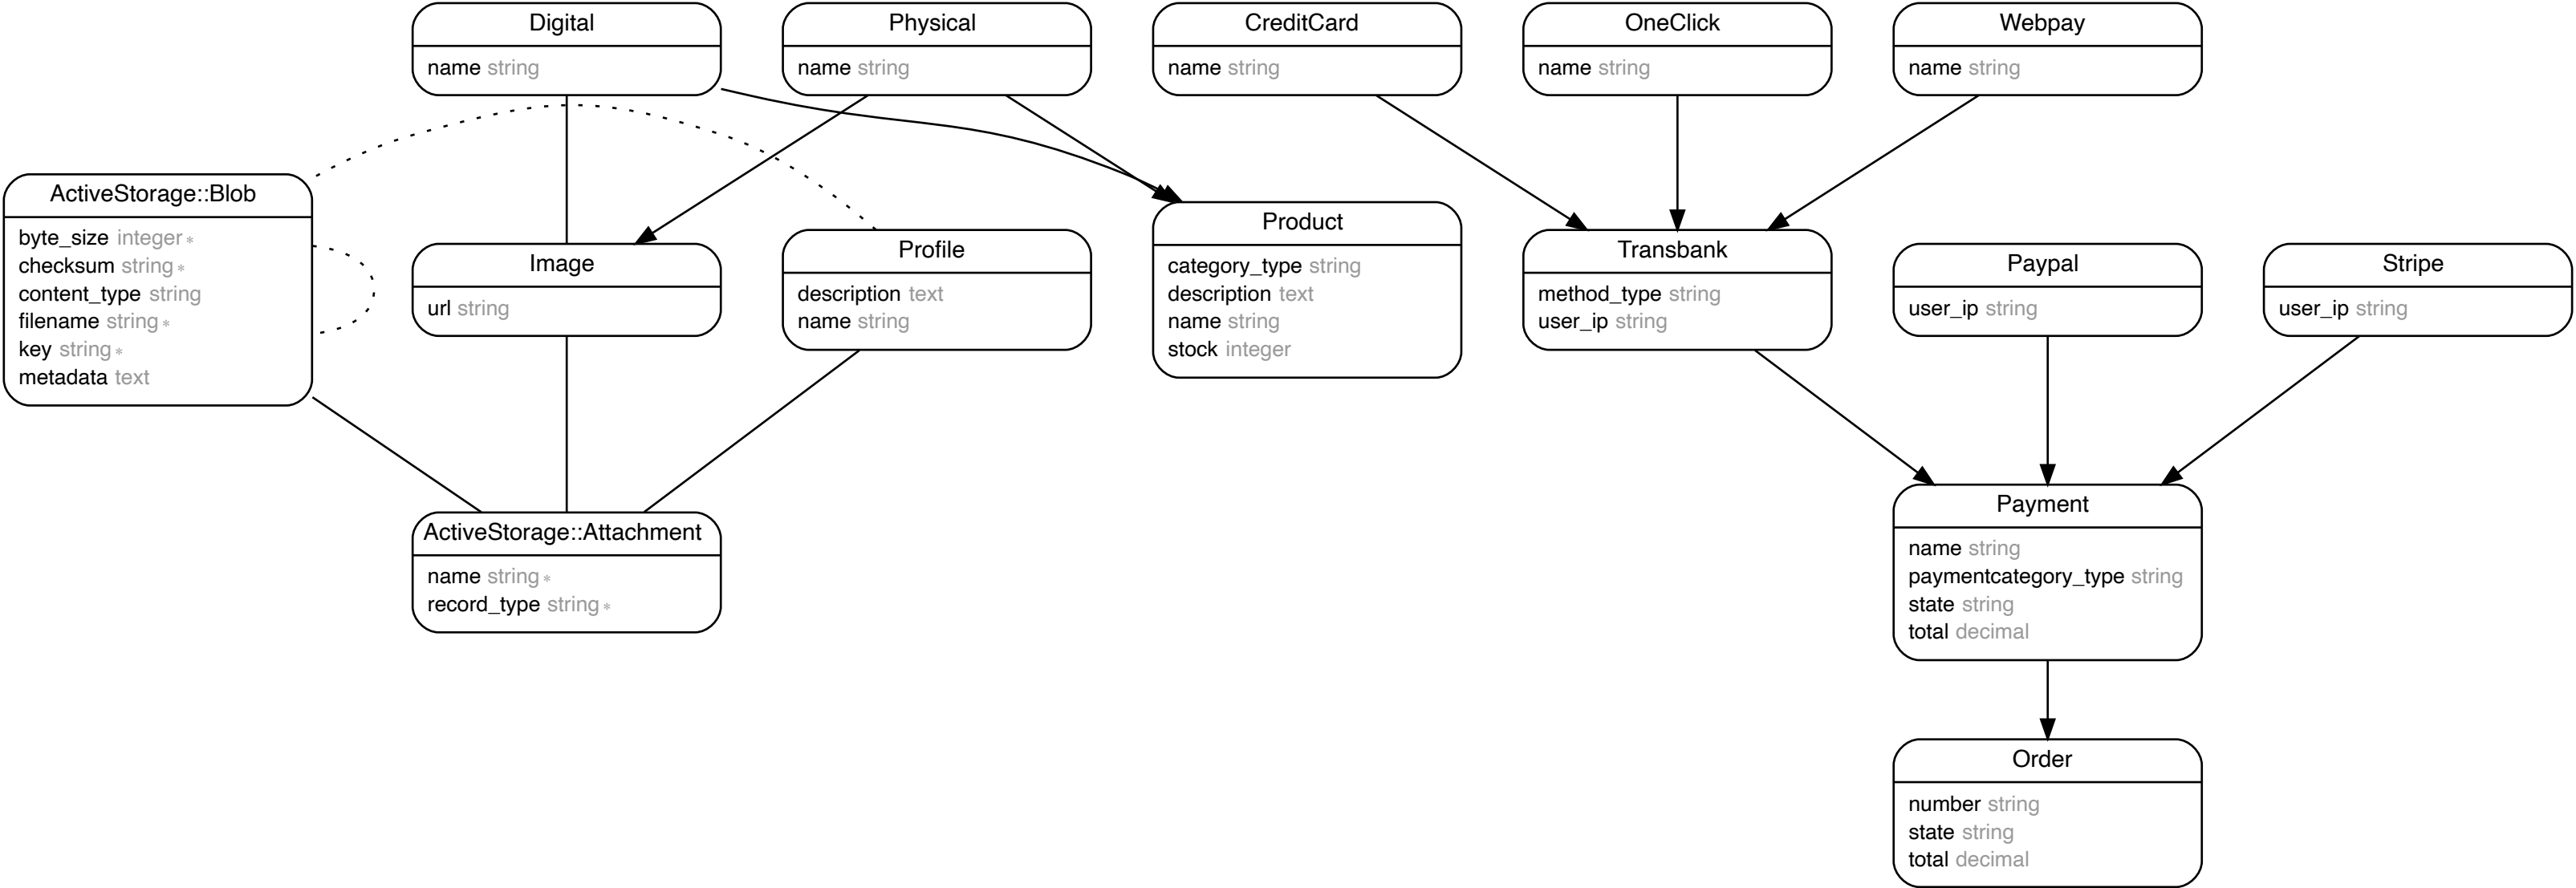 Digital
name string
Physical
name string
CreditCard
name string
OneClick
name string
Webpay
name string
ActiveStorage::Blob
byte_size integer ∗
checksum string ∗
content_type string
filename string ∗
key string ∗
metadata text
Image
url string
Profile
description text
name string
Product
category_type string
description text
name string
stock integer
Transbank
method_type string
user_ip string
Paypal
user_ip string
Stripe
user_ip string
ActiveStorage::Attachment
name string ∗
record_type string ∗
Payment
name string
paymentcategory_type string
state string
total decimal
Order
number string
state string
total decimal